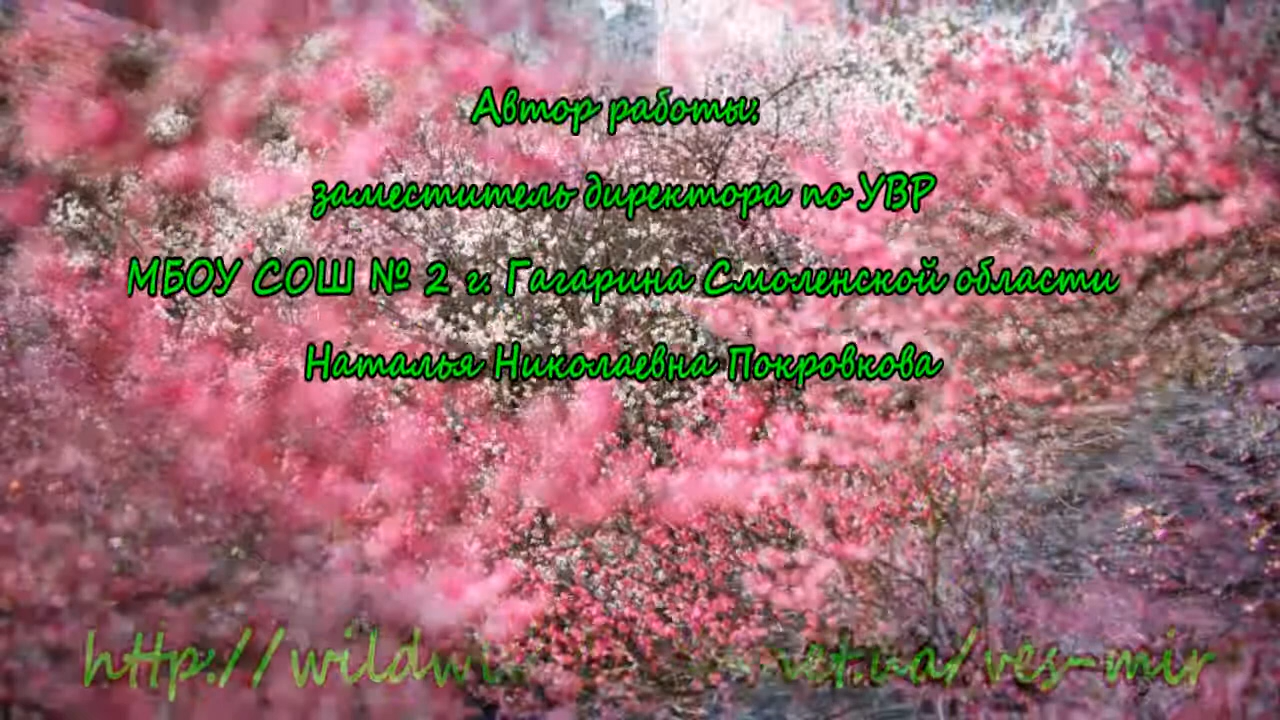 Автор работы:
заместитель директора по УВР
МБОУ СОШ № 2 г. Гагарина Смоленской области
Наталья Николаевна Покровкова